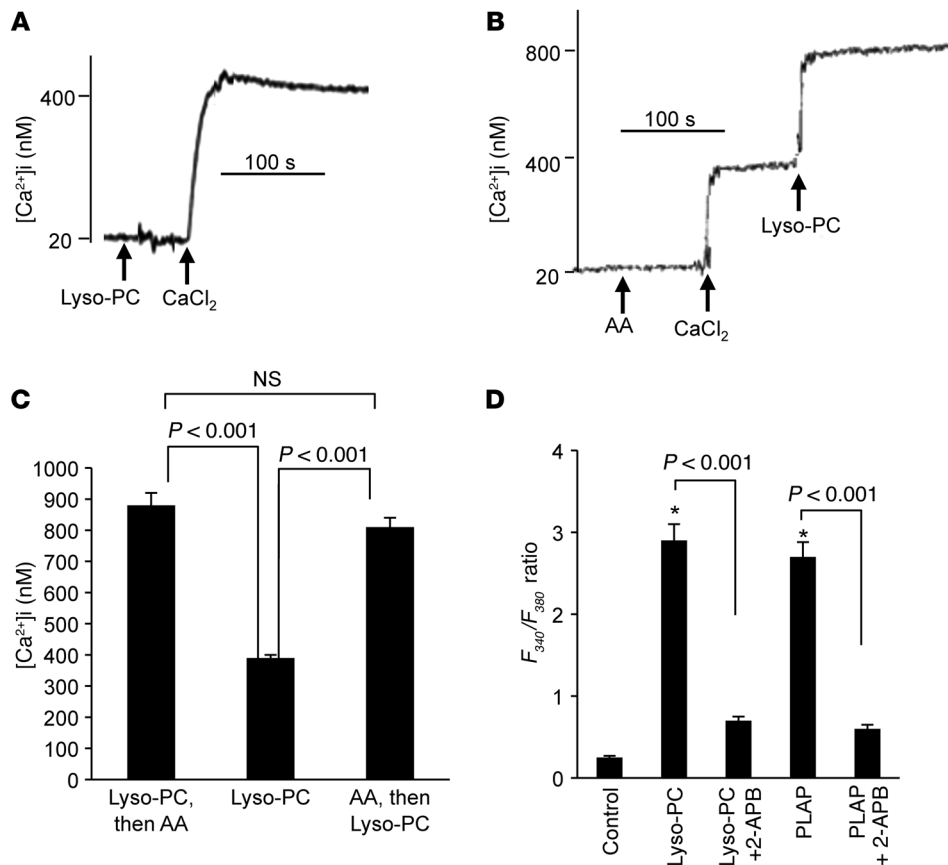 A
[Ca²⁺]i (nM)
400
20
100 s
Lyso-PC
CaCl₂
B
[Ca²⁺]i (nM)
800
400
20
100 s
AA
CaCl₂
Lyso-PC
C
NS
P < 0.001
P < 0.001
[Ca²⁺]i (nM)
1000
900
800
700
600
500
400
300
200
100
0
Lyso-PC,
then AA
Lyso-PC
AA, then
Lyso-PC
D
P < 0.001
P < 0.001
*
*
F₃₄₀/F₃₈₀ ratio
4
3
2
1
0
Control
Lyso-PC
Lyso-PC
+2-APB
PLAP
PLAP
+ 2-APB